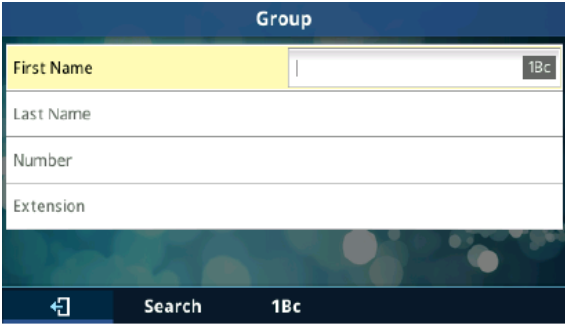 Group
First Name 1Bc
Last Name
Number
Extension
Search 1Bc